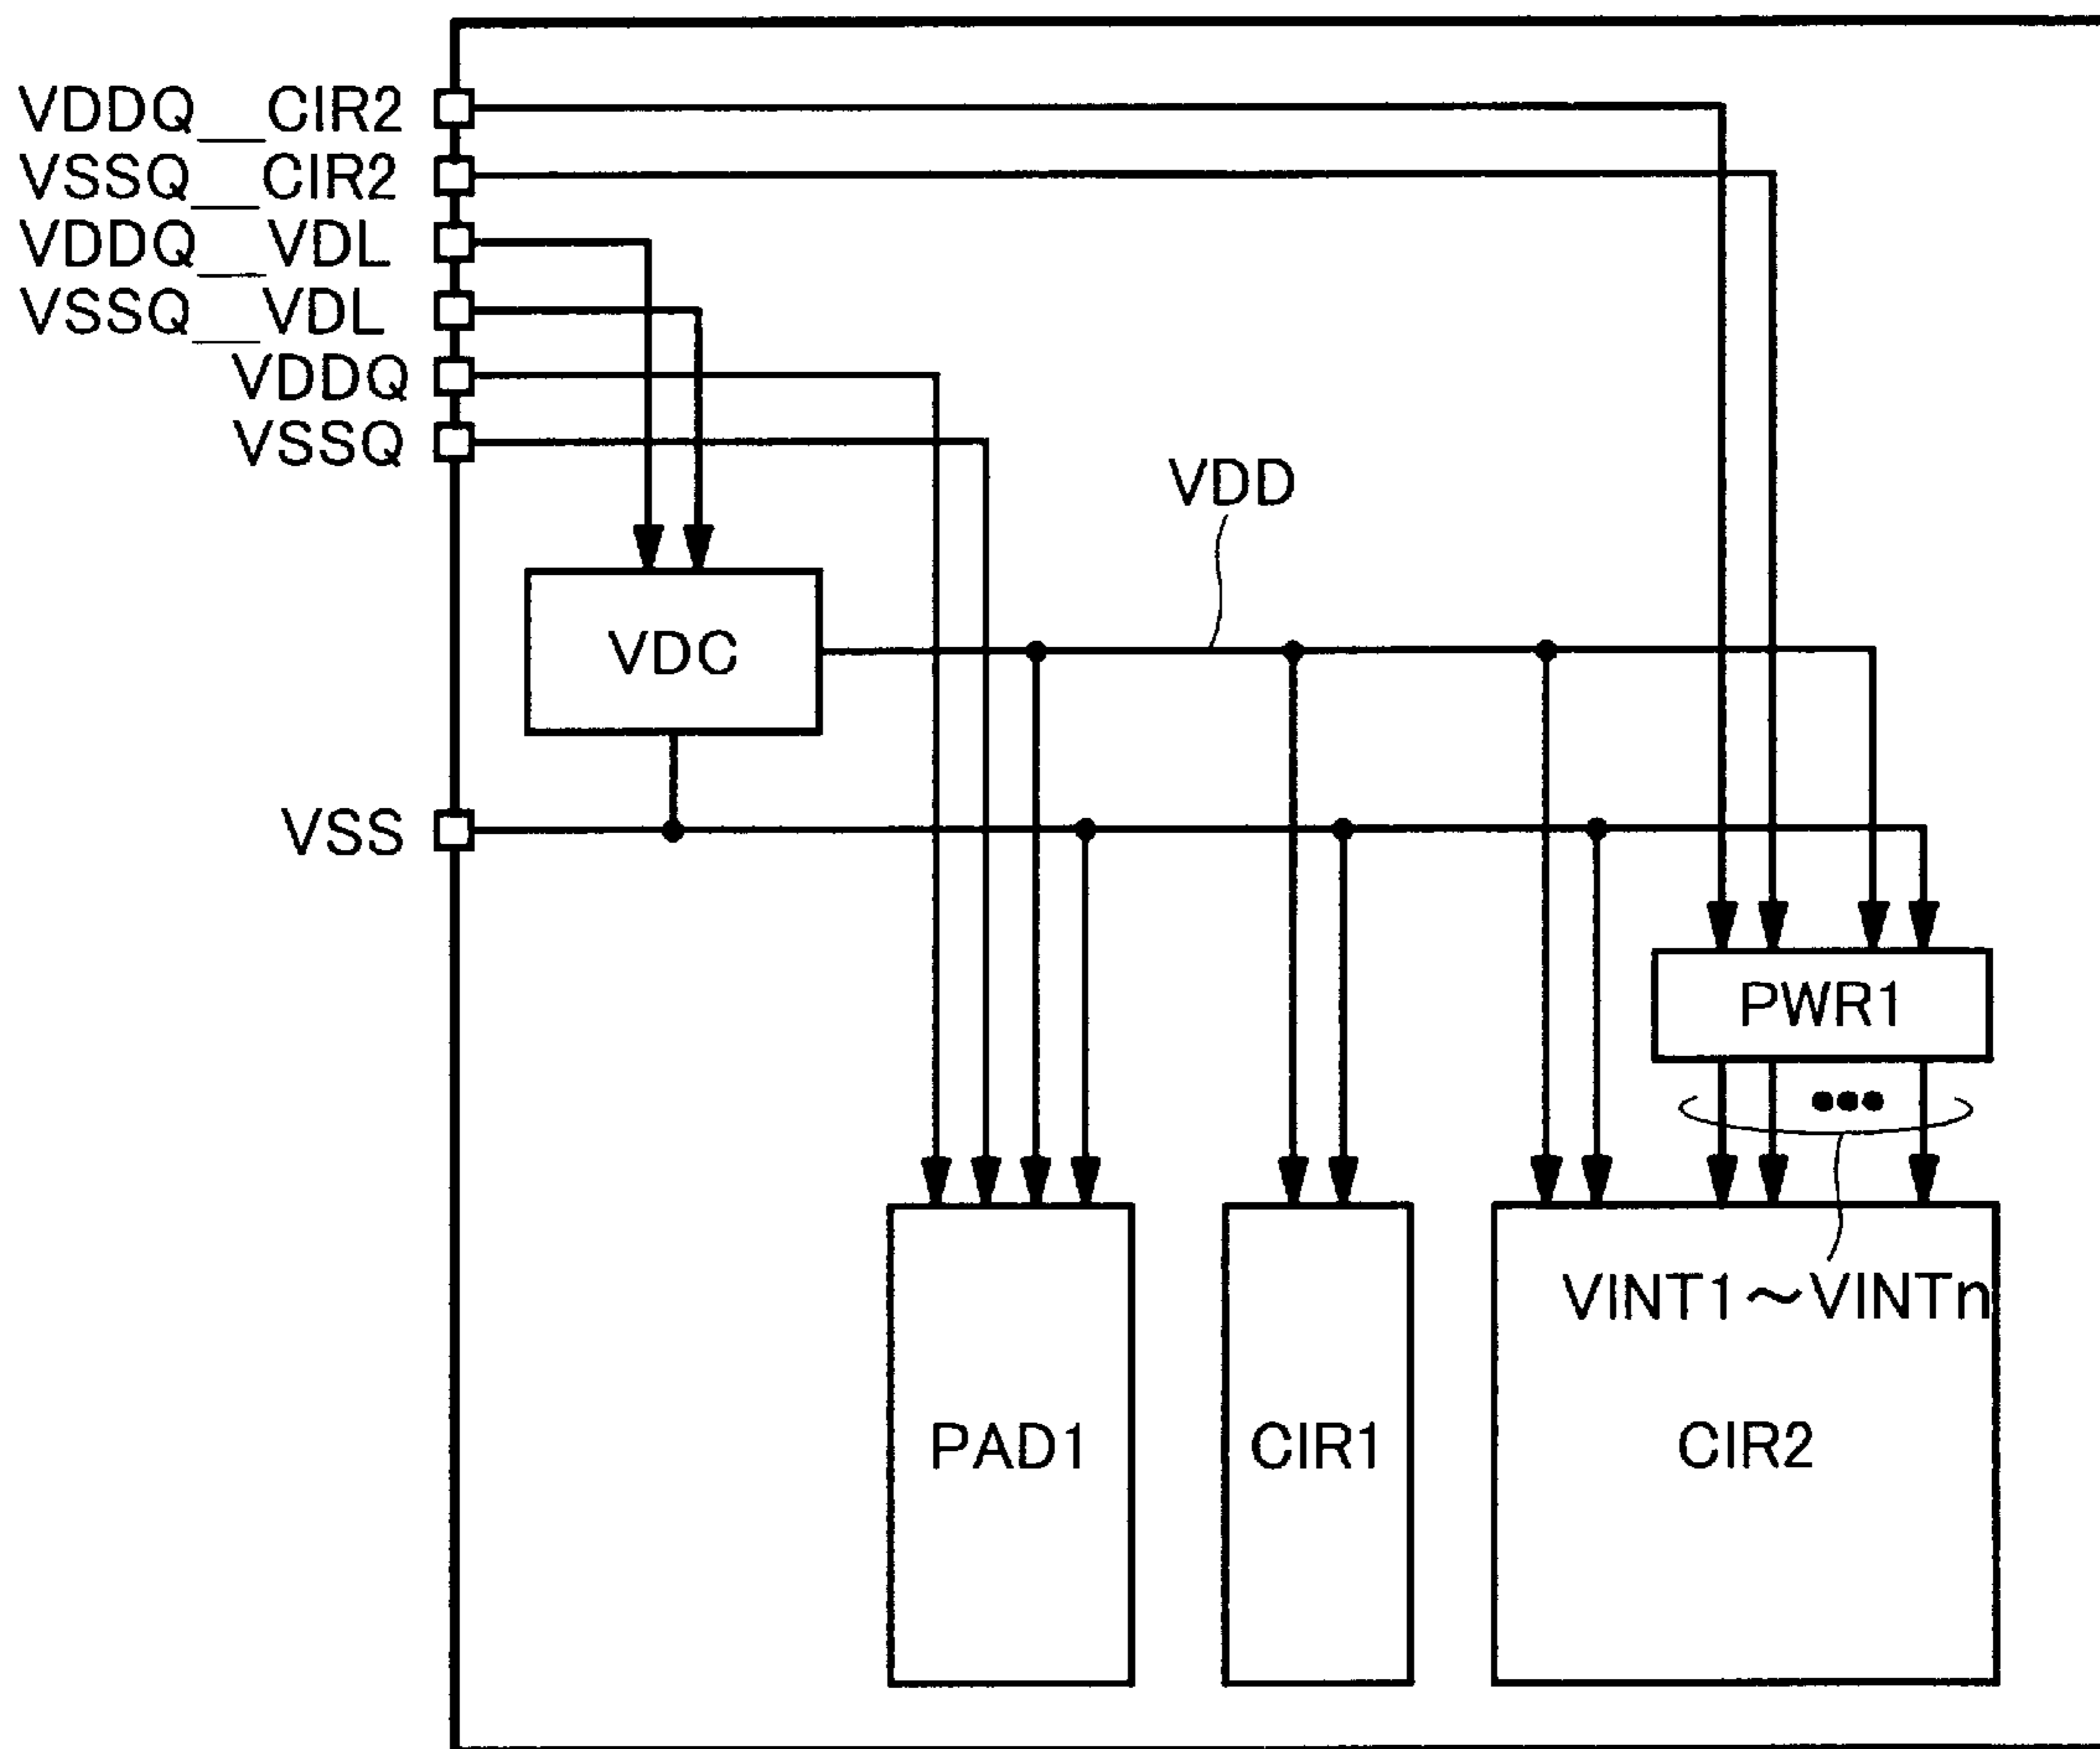 VDDQ__CIR2
VSSQ__CIR2
VDDQ__VDL
VSSQ__VDL
VDDQ
VSSQ
VDD
VDC
VSS
PWR1
VINT1～VINTn
PAD1
CIR1
CIR2